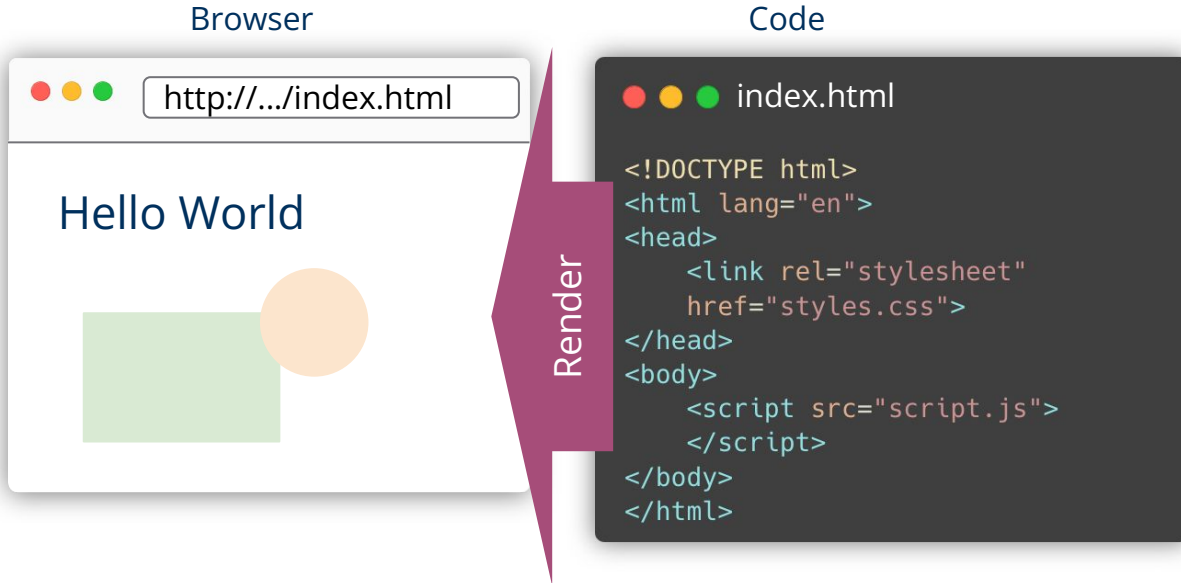 Browser
http://.../index.html
Hello World
Render
Code
index.html
<!DOCTYPE html>
<html lang="en">
<head>
    <link rel="stylesheet"
    href="styles.css">
</head>
<body>
    <script src="script.js">
    </script>
</body>
</html>